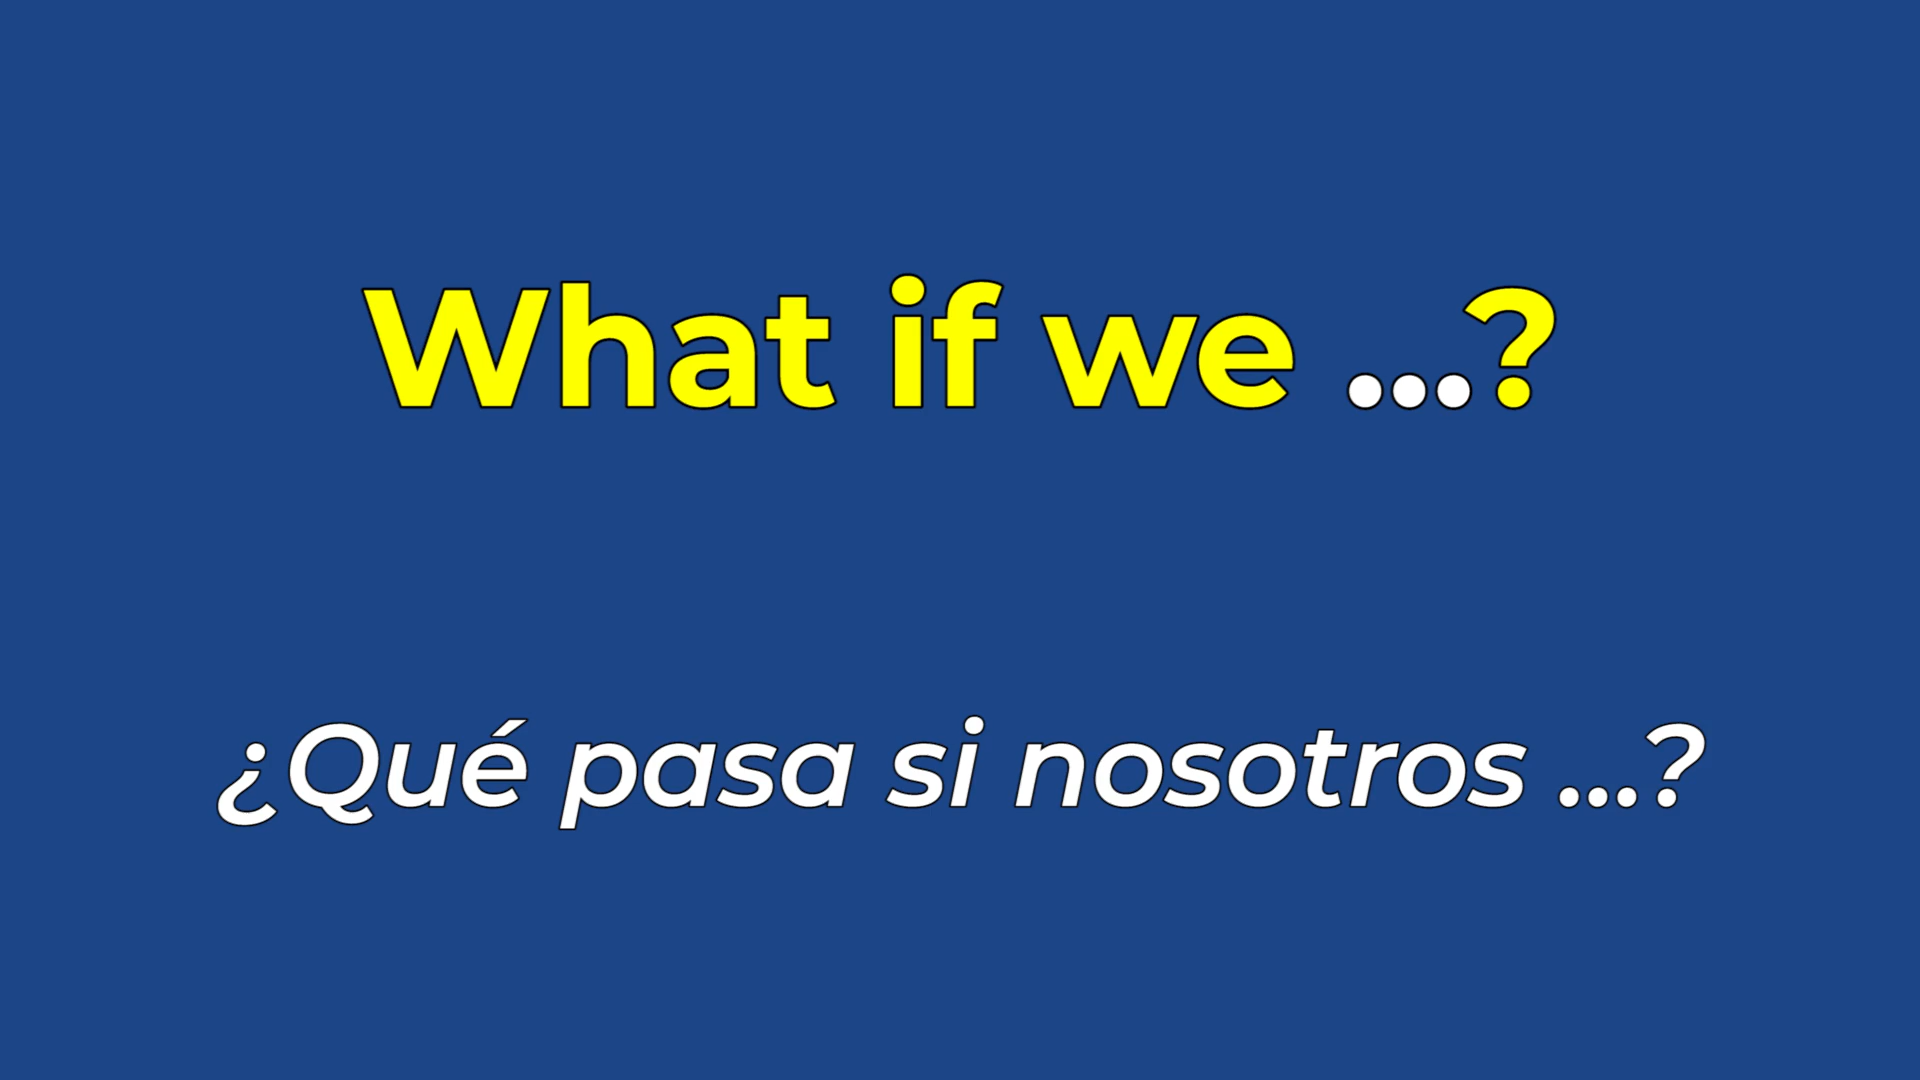 What if we ...?
¿Qué pasa si nosotros ...?